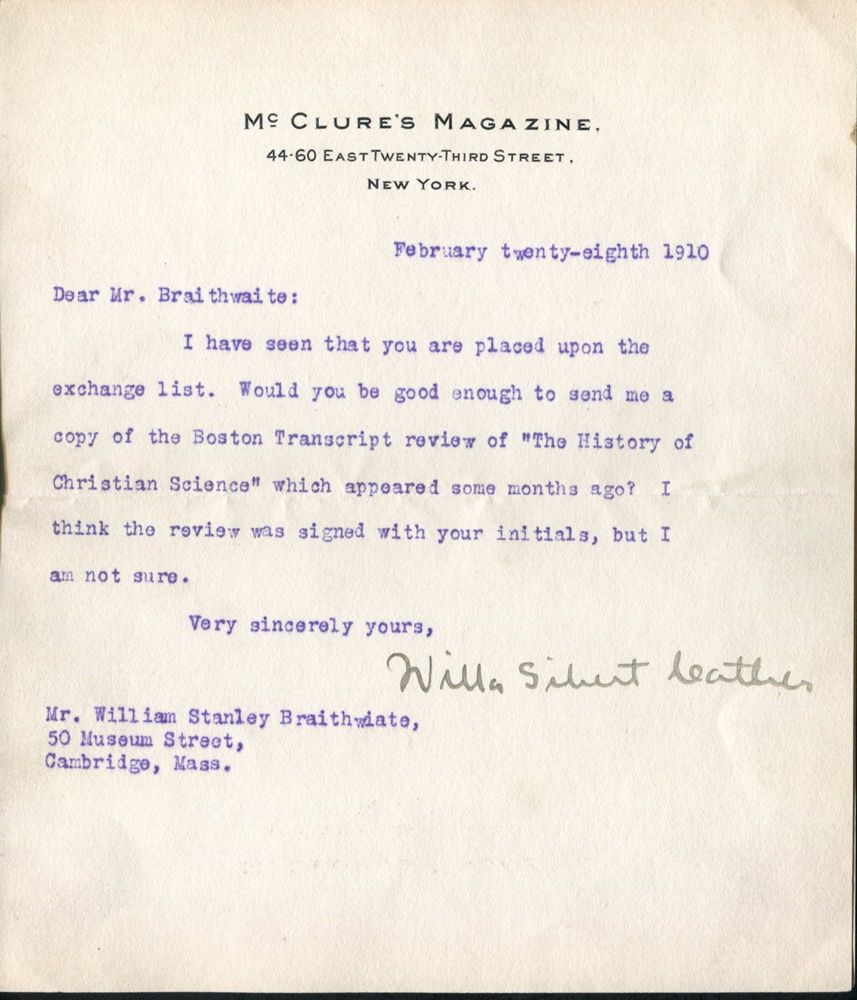 Mc CLURE'S MAGAZINE,
44-60 EAST TWENTY-THIRD STREET,
NEW YORK.
February twenty-eighth 1910
Dear Mr. Braithwaite:
I have seen that you are placed upon the
exchange list. Would you be good enough to send me a
copy of the Boston Transcript review of "The History of
Christian Science" which appeared some months ago? I
think the review was signed with your initials, but I
am not sure.
Very sincerely yours,
Willa Sibert Cather
Mr. William Stanley Braithwiate,
50 Museum Street,
Cambridge, Mass.